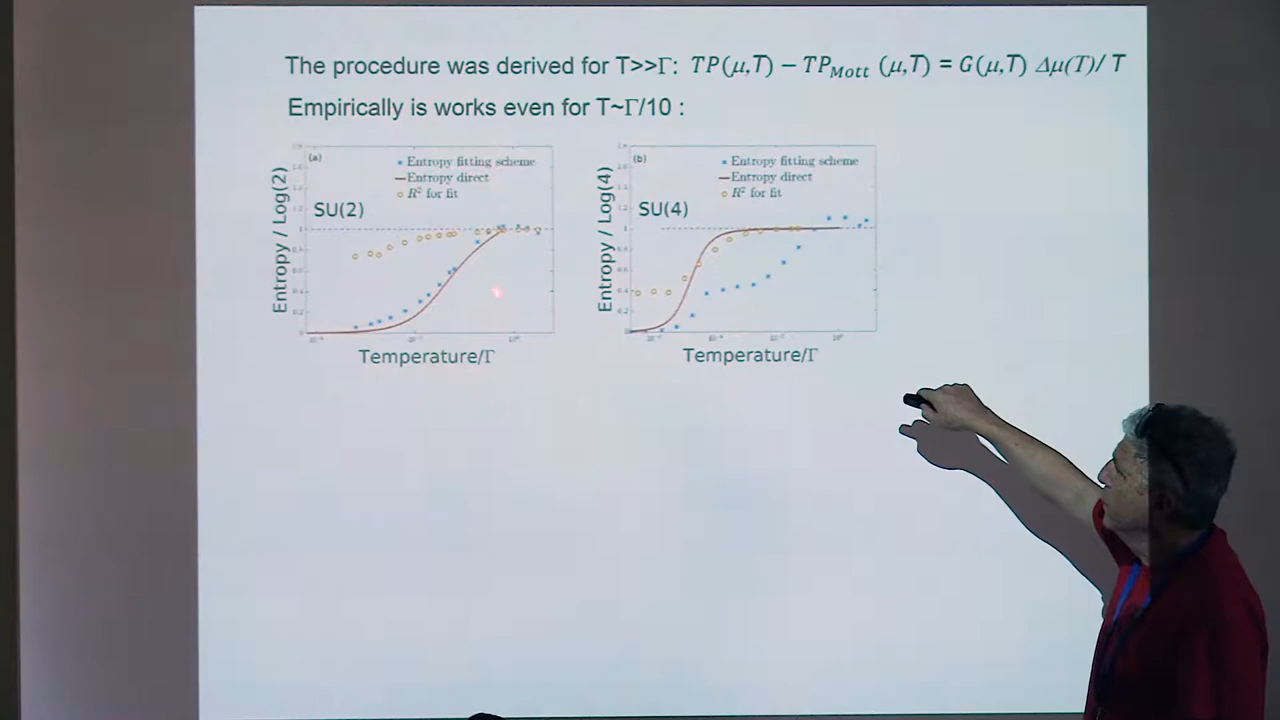 The procedure was derived for T>>Γ: TP(μ,T) − TP_Mott (μ,T) = G(μ,T) Δμ(T)/ T
Empirically is works even for T~Γ/10 :
(a)
Entropy fitting scheme
Entropy direct
R² for fit
SU(2)
Entropy / Log(2)
Temperature/Γ
(b)
Entropy fitting scheme
Entropy direct
R² for fit
SU(4)
Entropy / Log(4)
Temperature/Γ